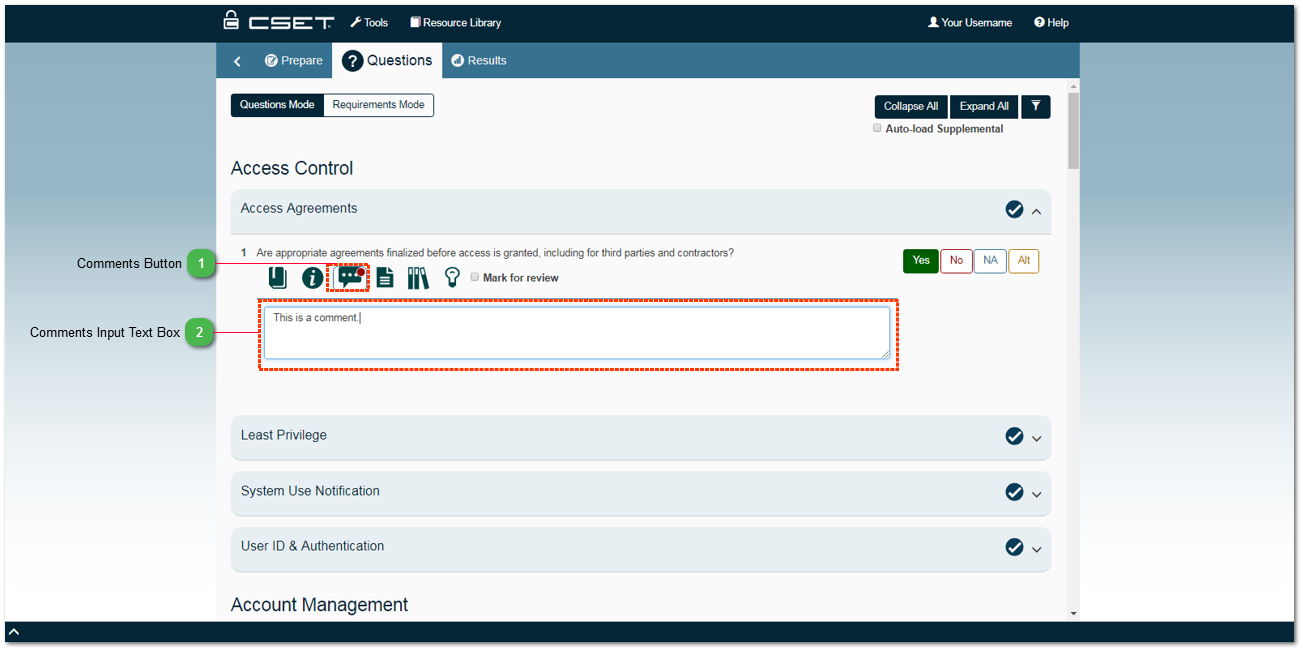 CSET Tools Resource Library Your Username Help
Prepare Questions Results
Questions Mode Requirements Mode Collapse All Expand All
Auto-load Supplemental
Access Control
Access Agreements
1 Are appropriate agreements finalized before access is granted, including for third parties and contractors? Yes No NA Alt
Comments Button 1
Mark for review
This is a comment.
Comments Input Text Box 2
Least Privilege
System Use Notification
User ID & Authentication
Account Management